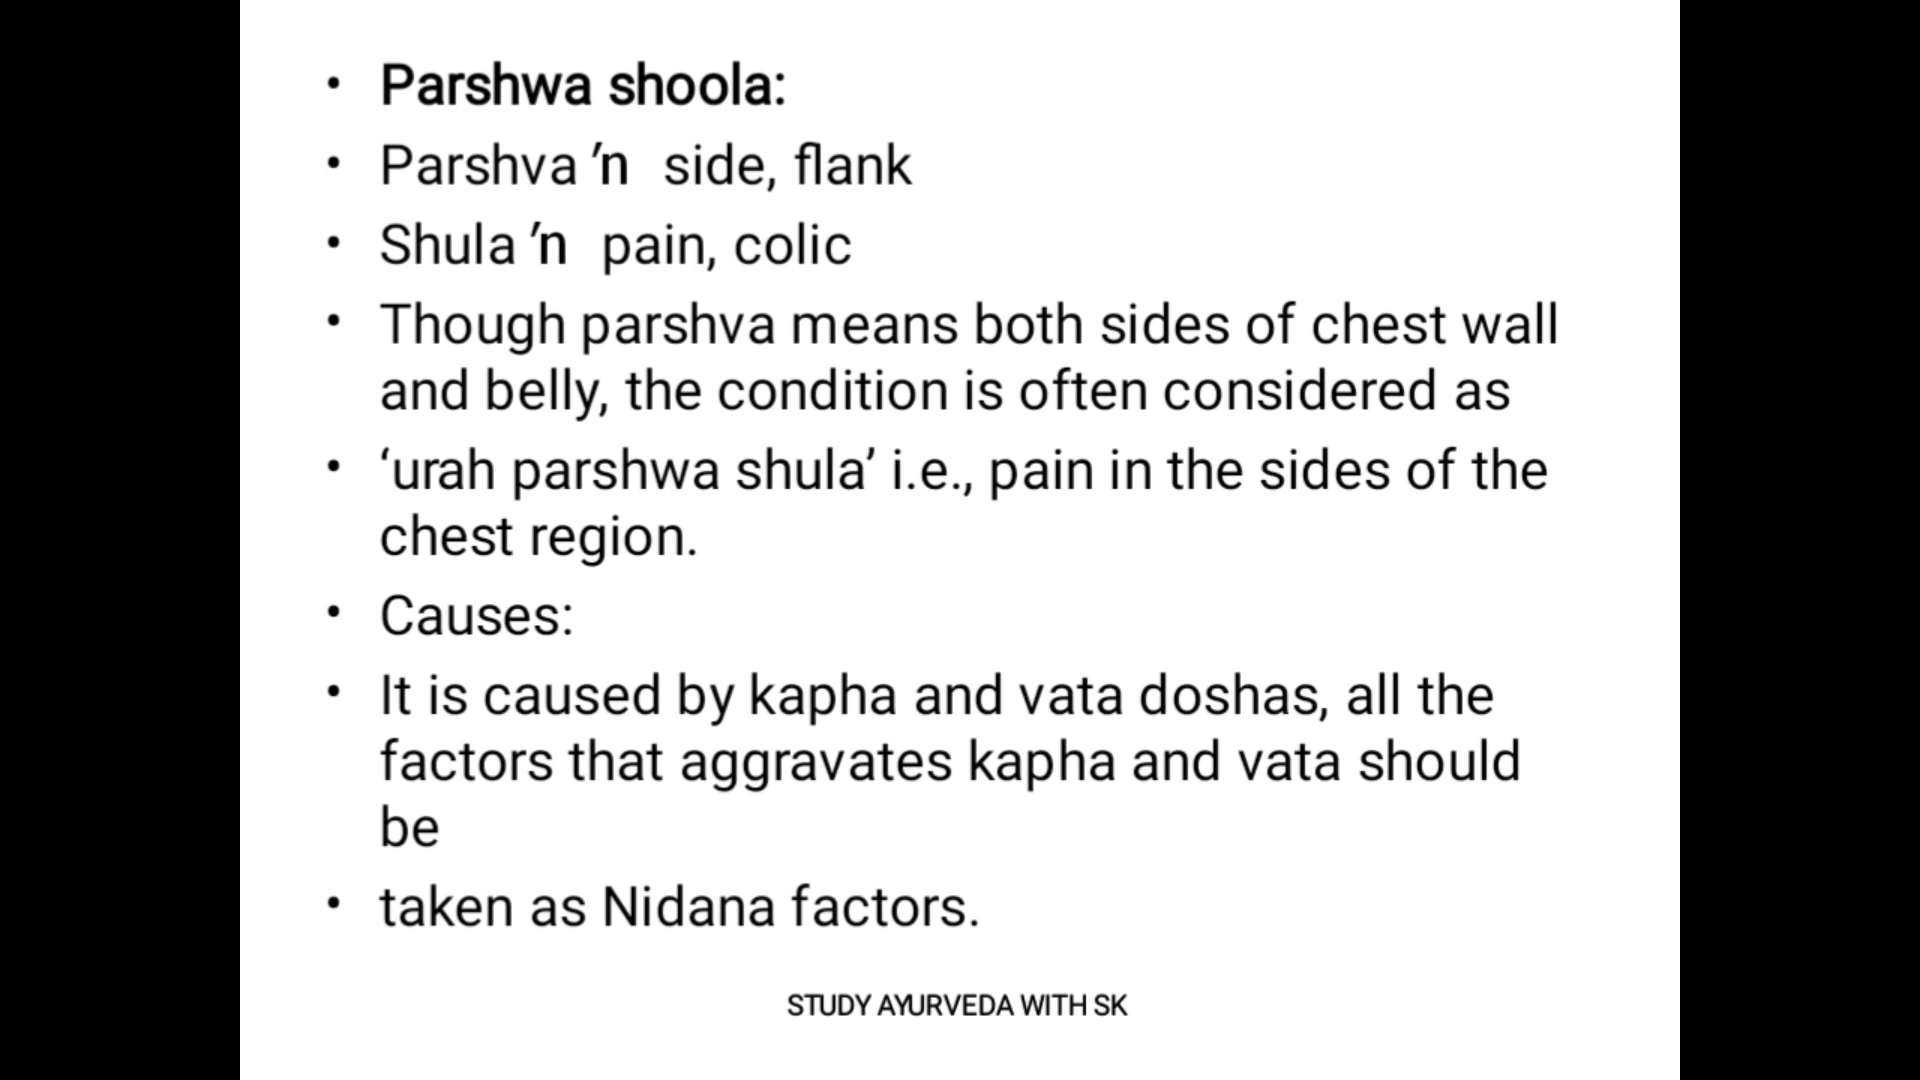 • Parshwa shoola:
• Parshva ’n side, flank
• Shula ’n pain, colic
• Though parshva means both sides of chest wall
and belly, the condition is often considered as
• ‘urah parshwa shula’ i.e., pain in the sides of the
chest region.
• Causes:
• It is caused by kapha and vata doshas, all the
factors that aggravates kapha and vata should
be
• taken as Nidana factors.
STUDY AYURVEDA WITH SK